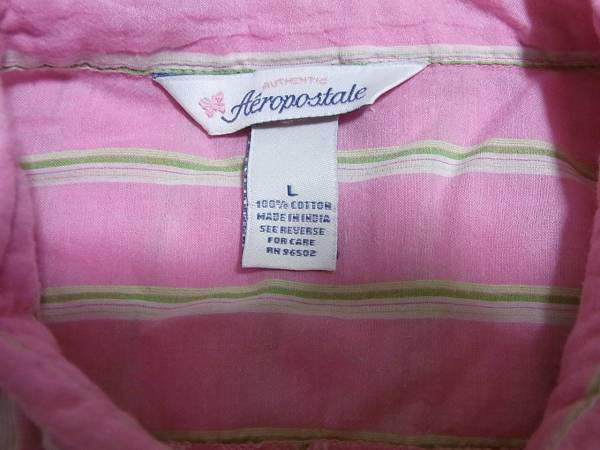 AUTHENTIC
Aéropostale
L
100% COTTON
MADE IN INDIA
SEE REVERSE
FOR CARE
RN 96502